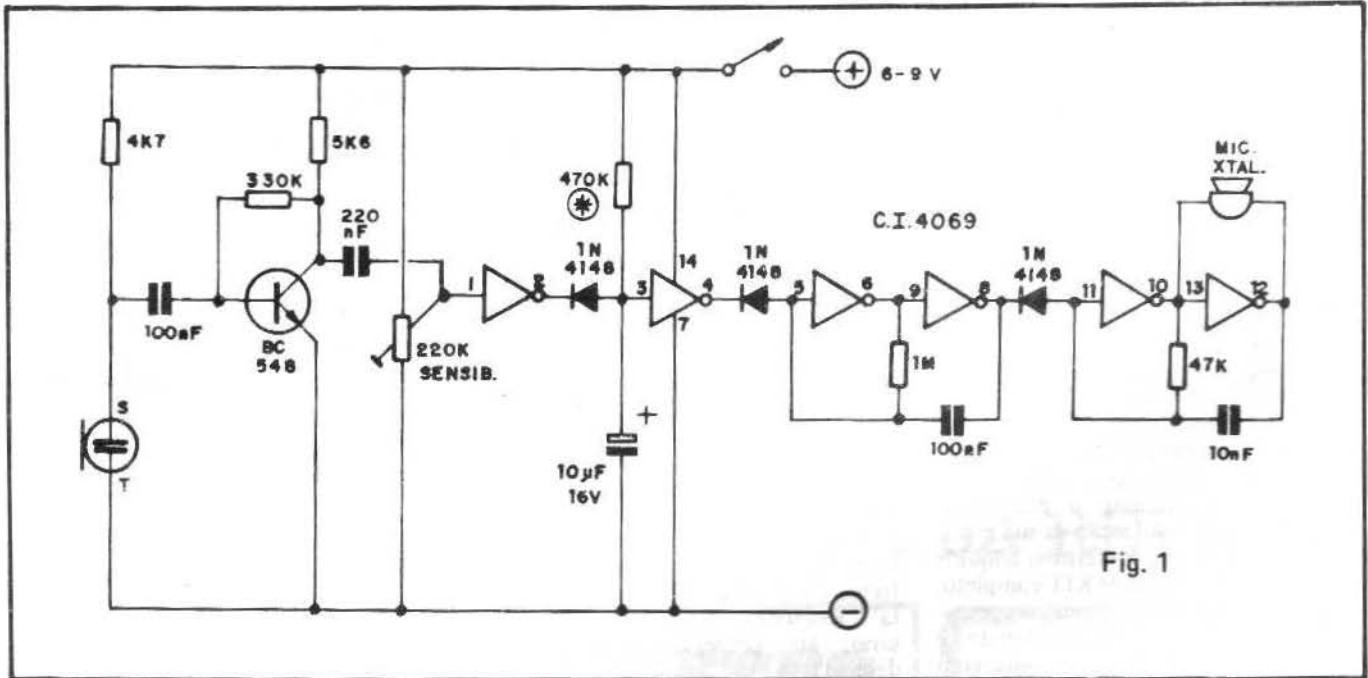 6-9 V
4K7
5K6
330K
470K
MIC.
XTAL.
220
nF
C.I. 4069
1N
4148
14
1N
4148
1N
4148
1
2
3
4
5
6
9
8
11
10
13
12
7
100nF
BC
548
220K
SENSIB.
1M
47K
S
T
+
10µF
16V
100nF
10nF
Fig. 1